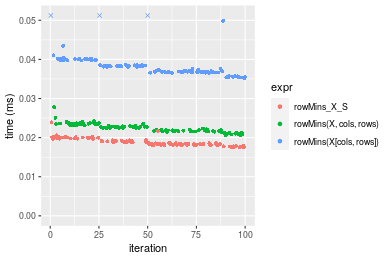 0.05
0.04
0.03
0.02
0.01
0.00
0
25
50
75
100
time (ms)
iteration
expr
rowMins_X_S
rowMins(X, cols, rows)
rowMins(X[cols, rows])